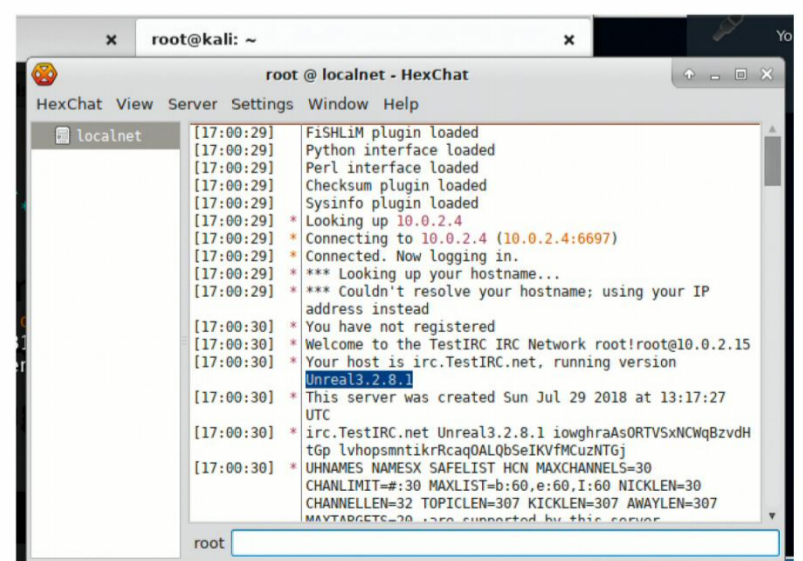 Yo
root@kali: ~
root @ localnet - HexChat
HexChat View Server Settings Window Help
localnet
[17:00:29] FiSHLiM plugin loaded
[17:00:29] Python interface loaded
[17:00:29] Perl interface loaded
[17:00:29] Checksum plugin loaded
[17:00:29] Sysinfo plugin loaded
[17:00:29] * Looking up 10.0.2.4
[17:00:29] * Connecting to 10.0.2.4 (10.0.2.4:6697)
[17:00:29] * Connected. Now logging in.
[17:00:29] * *** Looking up your hostname...
[17:00:29] * *** Couldn't resolve your hostname; using your IP
address instead
[17:00:30] * You have not registered
[17:00:30] * Welcome to the TestIRC IRC Network root!root@10.0.2.15
[17:00:30] * Your host is irc.TestIRC.net, running version
Unreal3.2.8.1
[17:00:30] * This server was created Sun Jul 29 2018 at 13:17:27
UTC
[17:00:30] * irc.TestIRC.net Unreal3.2.8.1 iowghraAsORTVSxNCWqBzvdH
tGp lvhopsmntikrRcaqOALQbSeIKVfMCuzNTGj
[17:00:30] * UHNAMES NAMESX SAFELIST HCN MAXCHANNELS=30
CHANLIMIT=#:30 MAXLIST=b:60,e:60,I:60 NICKLEN=30
CHANNELLEN=32 TOPICLEN=307 KICKLEN=307 AWAYLEN=307
MAXTARGETS=20 :are supported by this server
root